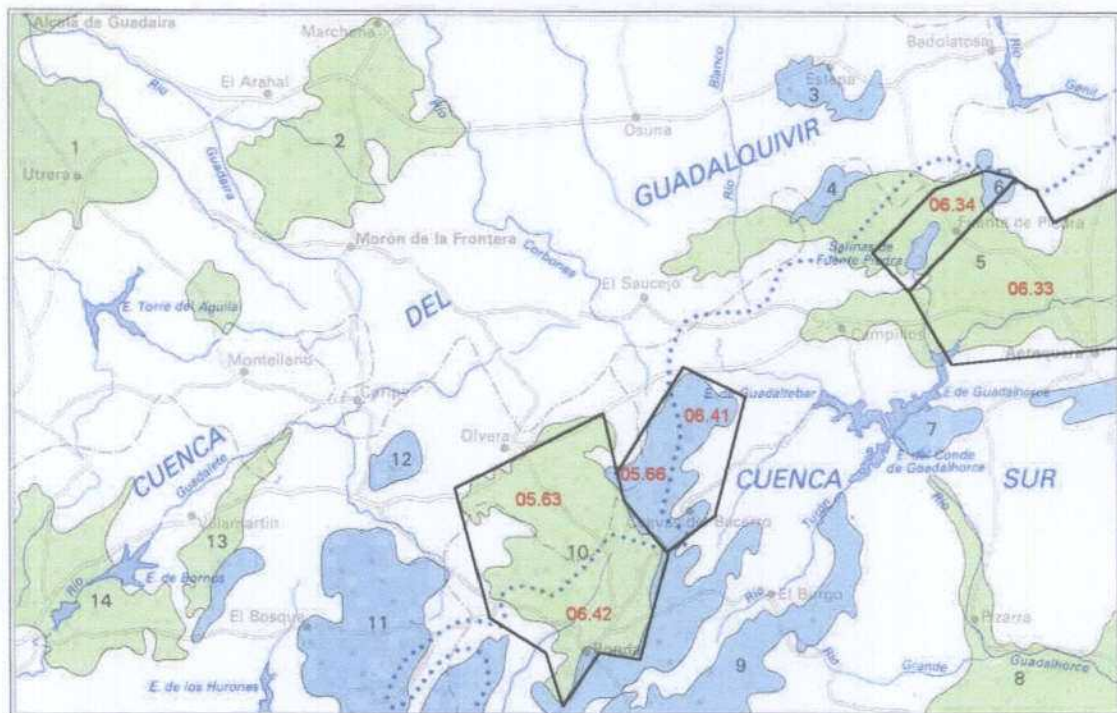 Alcalá de Guadaira
Marchena
El Arahal
Río
Río
Blanco
Estepa
3
Badolatosa
Río
Genil
Osuna
1
2
Utrera
Guadaira
GUADALQUIVIR
Río
4
6
06.34
Fuente de Piedra
Morón de la Frontera
Corbones
Salinas de
Fuente Piedra
5
06.33
El Saucejo
E. Torre del Aguila
DEL
Campillos
Antequera
Montellano
E. de Guadalteba
E. de Guadalhorce
06.41
Olvera
7
CUENCA
Guadalete
12
05.66
E. del Conde
de Guadalhorce
05.63
CUENCA
SUR
Cuevas del Becerro
Turón
Río
Villamartín
13
10
E. de Bornos
Río
14
Río
El Burgo
El Bosque
11
06.42
Pizarra
Ronda
9
Río
Grande
Guadalhorce
8
E. de los Hurones